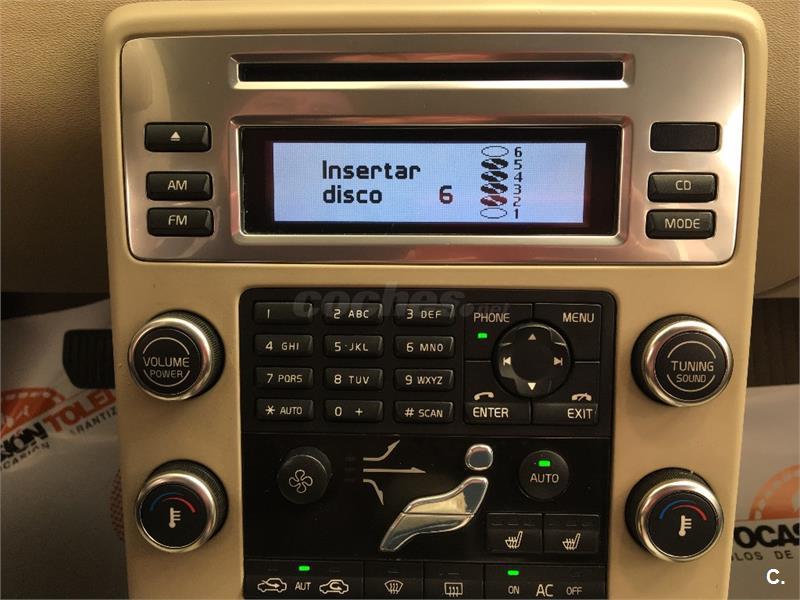 Insertar
disco 6
6
5
4
3
2
1
AM
FM
CD
MODE
coches.net
1 2 ABC 3 DEF PHONE MENU
4 GHI 5 JKL 6 MNO
7 PQRS 8 TUV 9 WXYZ
* AUTO 0 + # SCAN ENTER EXIT
VOLUME
POWER
TUNING
SOUND
AUTO
AUT
ON AC OFF
C.